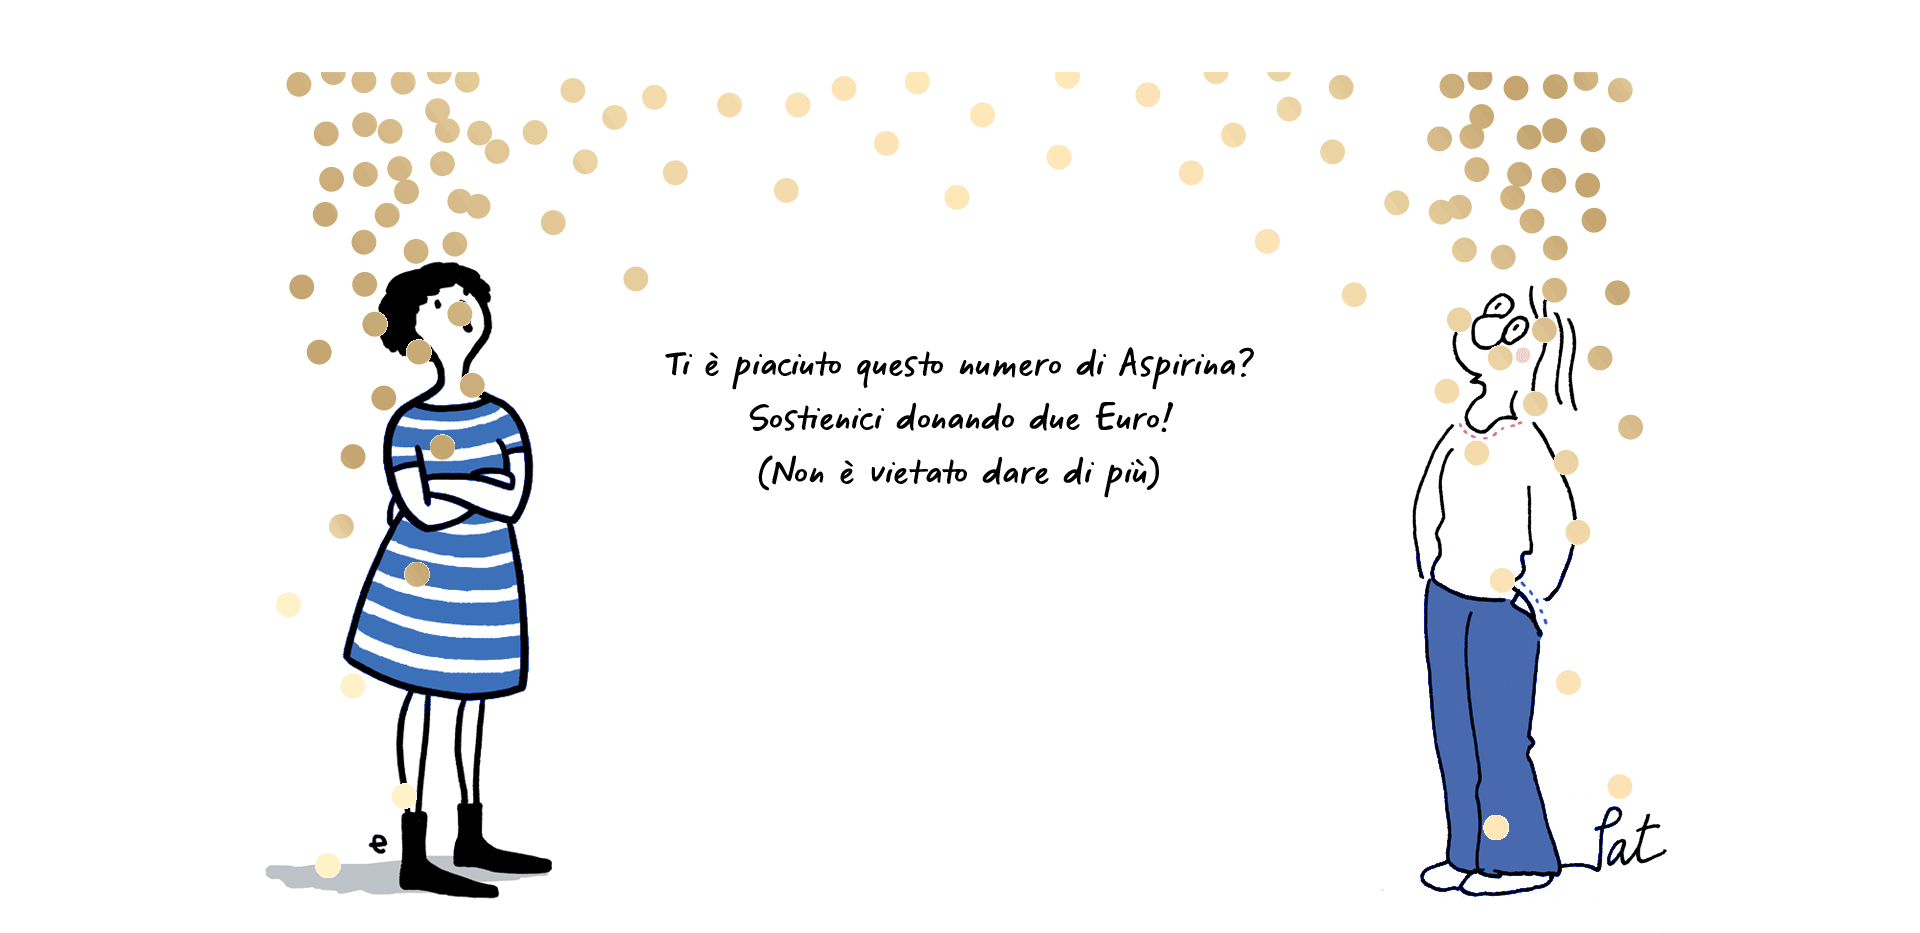 Ti è piaciuto questo numero di Aspirina?
Sostienici donando due Euro!
(Non è vietato dare di più)
e
Pat